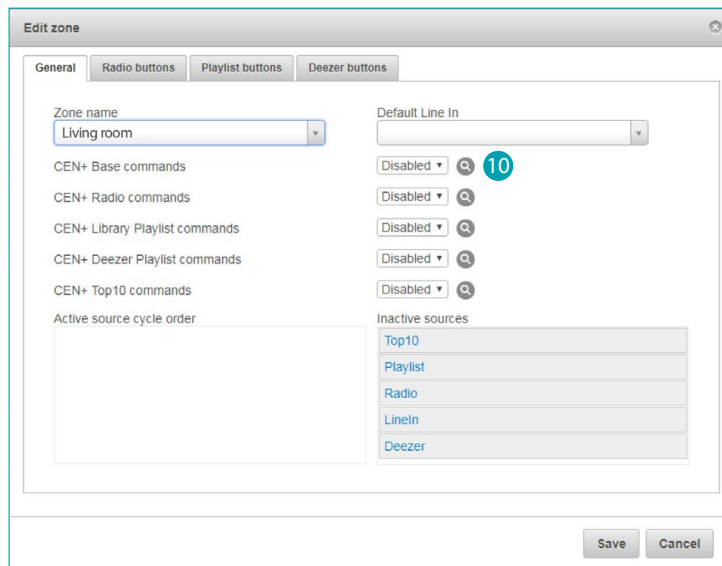 Edit zone
General Radio buttons Playlist buttons Deezer buttons
Zone name Default Line In
Living room
CEN+ Base commands Disabled 10
CEN+ Radio commands Disabled
CEN+ Library Playlist commands Disabled
CEN+ Deezer Playlist commands Disabled
CEN+ Top10 commands Disabled
Active source cycle order Inactive sources
Top10
Playlist
Radio
LineIn
Deezer
Save Cancel